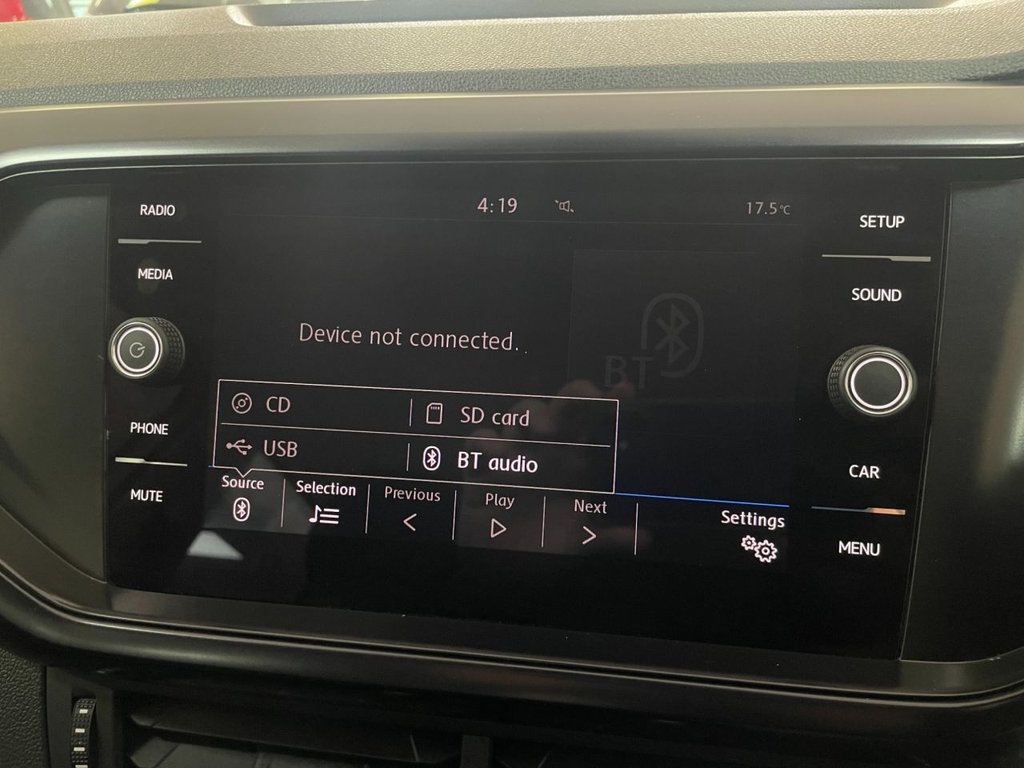 RADIO
MEDIA
PHONE
MUTE
4:19
17.5°C
Device not connected.
BT
CD
SD card
USB
BT audio
Source
Selection
Previous
Play
Next
Settings
SETUP
SOUND
CAR
MENU